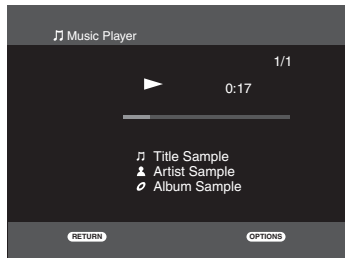 Music Player
1/1
0:17
Title Sample
Artist Sample
Album Sample
RETURN
OPTIONS